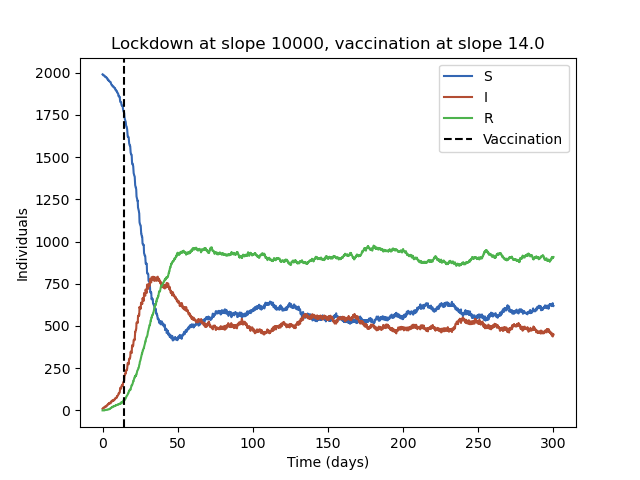 Lockdown at slope 10000, vaccination at slope 14.0
2000
1750
1500
1250
1000
750
500
250
0
Individuals
S
I
R
Vaccination
0
50
100
150
200
250
300
Time (days)